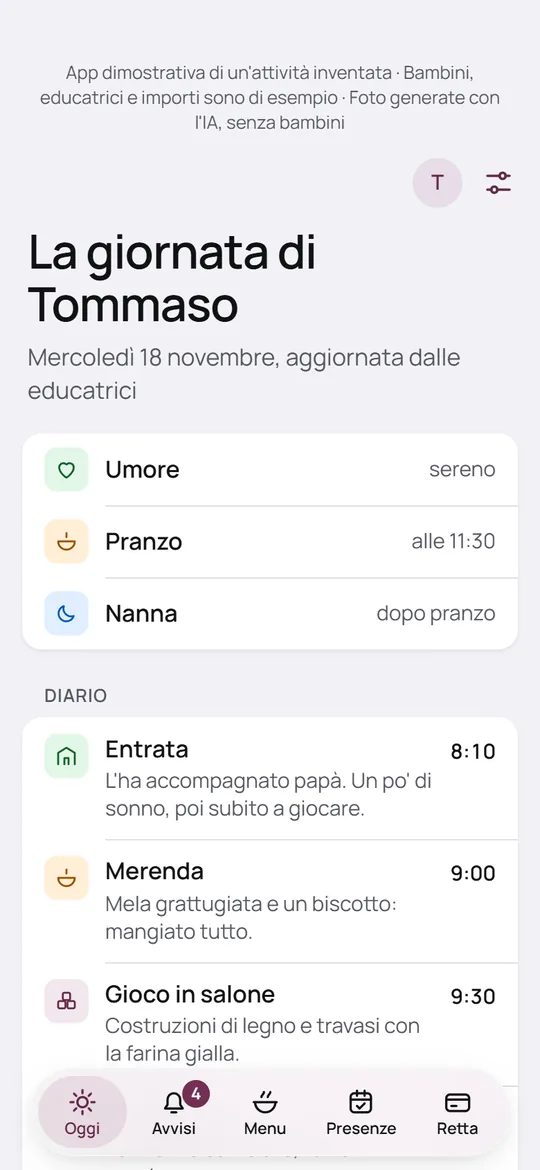 App dimostrativa di un'attività inventata · Bambini,
educatrici e importi sono di esempio · Foto generate con
l'IA, senza bambini
T
La giornata di
Tommaso
Mercoledì 18 novembre, aggiornata dalle
educatrici
Umore sereno
Pranzo alle 11:30
Nanna dopo pranzo
DIARIO
Entrata 8:10
L'ha accompagnato papà. Un po' di
sonno, poi subito a giocare.
Merenda 9:00
Mela grattugiata e un biscotto:
mangiato tutto.
Gioco in salone 9:30
Costruzioni di legno e travasi con
la farina gialla.
4
Oggi Avvisi Menu Presenze Retta